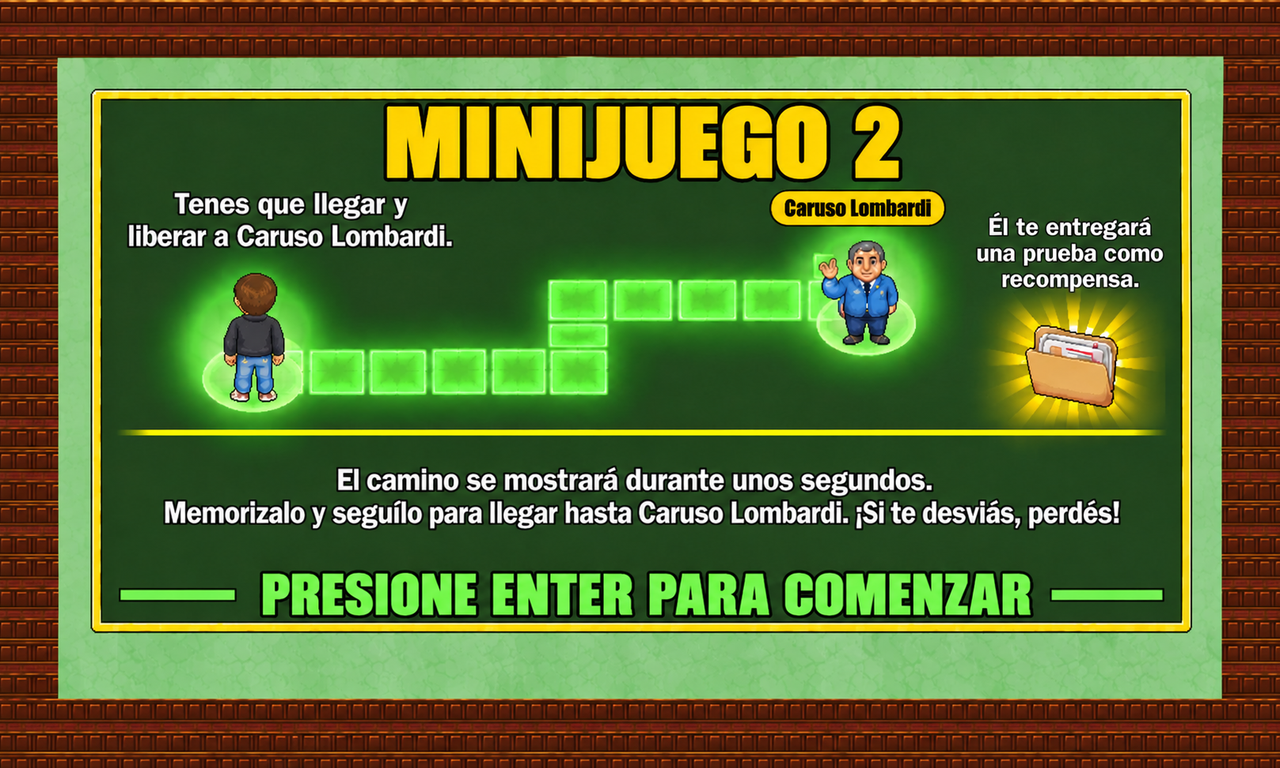 MINIJUEGO 2
Tenes que llegar y
liberar a Caruso Lombardi.
Caruso Lombardi
Él te entregará
una prueba como
recompensa.
El camino se mostrará durante unos segundos.
Memorizalo y seguílo para llegar hasta Caruso Lombardi. ¡Si te desviás, perdés!
PRESIONE ENTER PARA COMENZAR